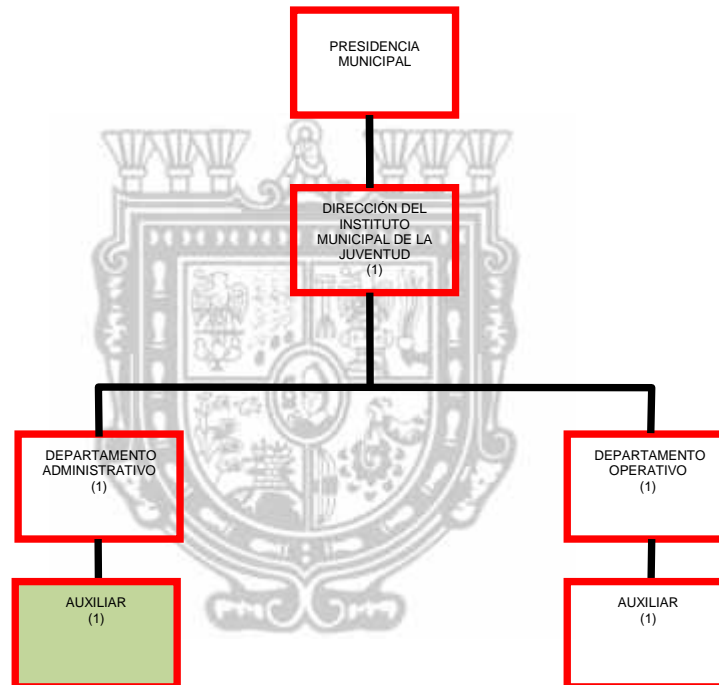 PRESIDENCIA
MUNICIPAL
DIRECCIÓN DEL
INSTITUTO
MUNICIPAL DE LA
JUVENTUD
(1)
DEPARTAMENTO
ADMINISTRATIVO
(1)
DEPARTAMENTO
OPERATIVO
(1)
AUXILIAR
(1)
AUXILIAR
(1)